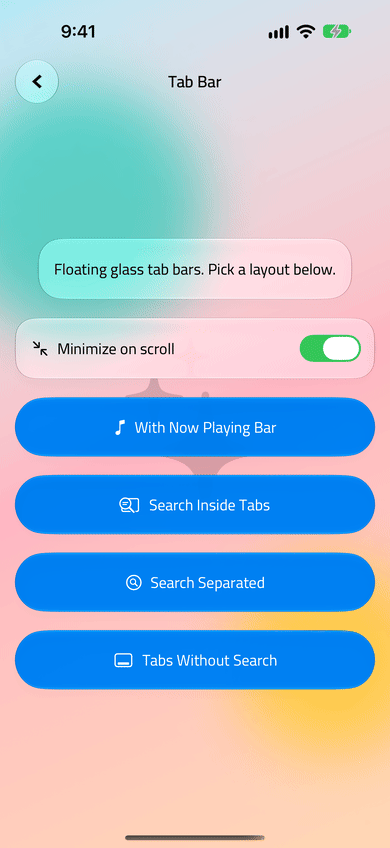 9:41
Tab Bar
Floating glass tab bars. Pick a layout below.
Minimize on scroll
With Now Playing Bar
Search Inside Tabs
Search Separated
Tabs Without Search